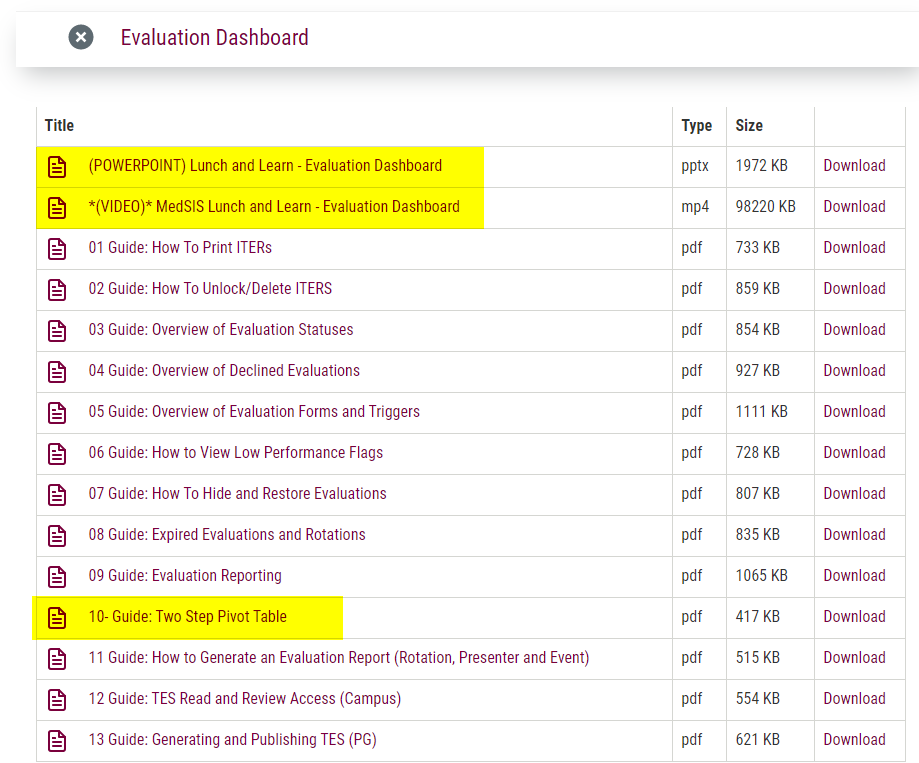 Evaluation Dashboard
Title Type Size
(POWERPOINT) Lunch and Learn - Evaluation Dashboard pptx 1972 KB Download
*(VIDEO)* MedSIS Lunch and Learn - Evaluation Dashboard mp4 98220 KB Download
01 Guide: How To Print ITERs pdf 733 KB Download
02 Guide: How To Unlock/Delete ITERS pdf 859 KB Download
03 Guide: Overview of Evaluation Statuses pdf 854 KB Download
04 Guide: Overview of Declined Evaluations pdf 927 KB Download
05 Guide: Overview of Evaluation Forms and Triggers pdf 1111 KB Download
06 Guide: How to View Low Performance Flags pdf 728 KB Download
07 Guide: How To Hide and Restore Evaluations pdf 807 KB Download
08 Guide: Expired Evaluations and Rotations pdf 835 KB Download
09 Guide: Evaluation Reporting pdf 1065 KB Download
10- Guide: Two Step Pivot Table pdf 417 KB Download
11 Guide: How to Generate an Evaluation Report (Rotation, Presenter and Event) pdf 515 KB Download
12 Guide: TES Read and Review Access (Campus) pdf 554 KB Download
13 Guide: Generating and Publishing TES (PG) pdf 621 KB Download